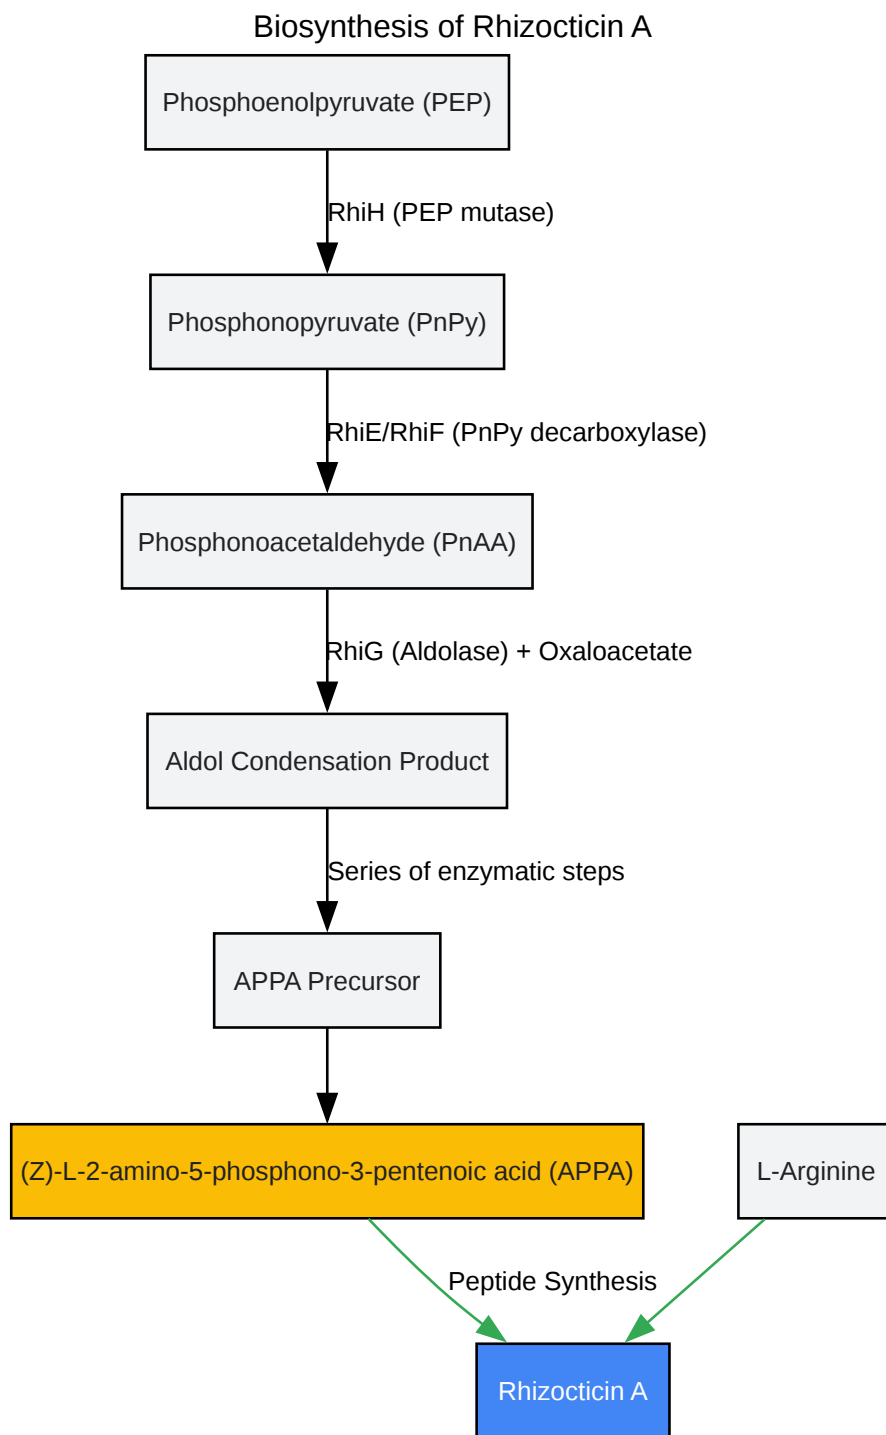 Biosynthesis of Rhizocticin A
Phosphoenolpyruvate (PEP)
RhiH (PEP mutase)
Phosphonopyruvate (PnPy)
RhiE/RhiF (PnPy decarboxylase)
Phosphonoacetaldehyde (PnAA)
RhiG (Aldolase) + Oxaloacetate
Aldol Condensation Product
Series of enzymatic steps
APPA Precursor
(Z)-L-2-amino-5-phosphono-3-pentenoic acid (APPA)
L-Arginine
Peptide Synthesis
Rhizocticin A